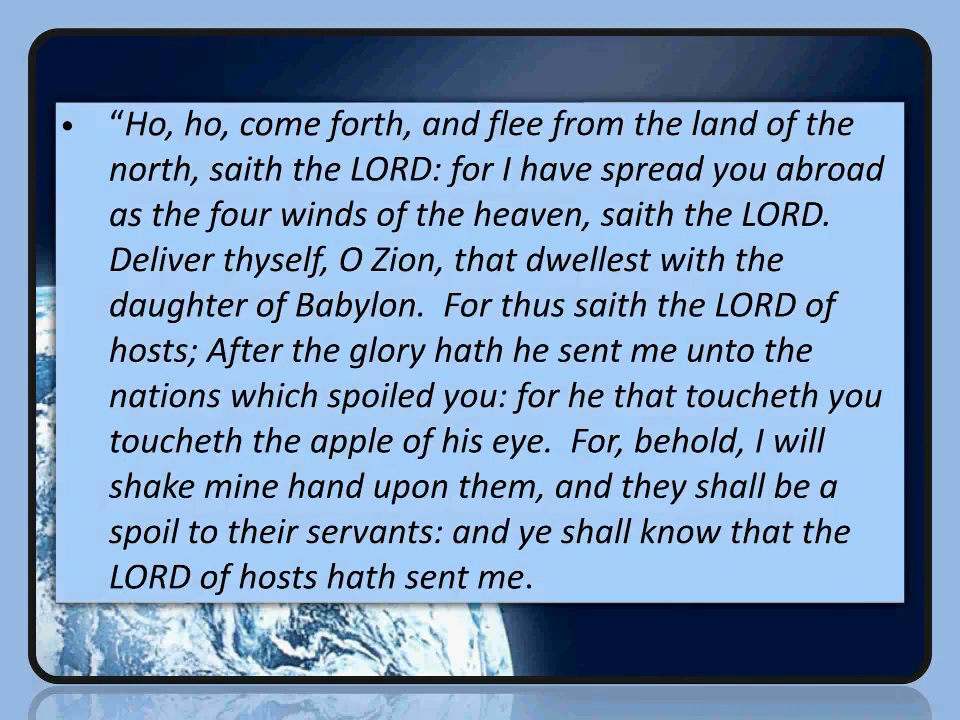 • “Ho, ho, come forth, and flee from the land of the
north, saith the LORD: for I have spread you abroad
as the four winds of the heaven, saith the LORD.
Deliver thyself, O Zion, that dwellest with the
daughter of Babylon.  For thus saith the LORD of
hosts; After the glory hath he sent me unto the
nations which spoiled you: for he that toucheth you
toucheth the apple of his eye.  For, behold, I will
shake mine hand upon them, and they shall be a
spoil to their servants: and ye shall know that the
LORD of hosts hath sent me.